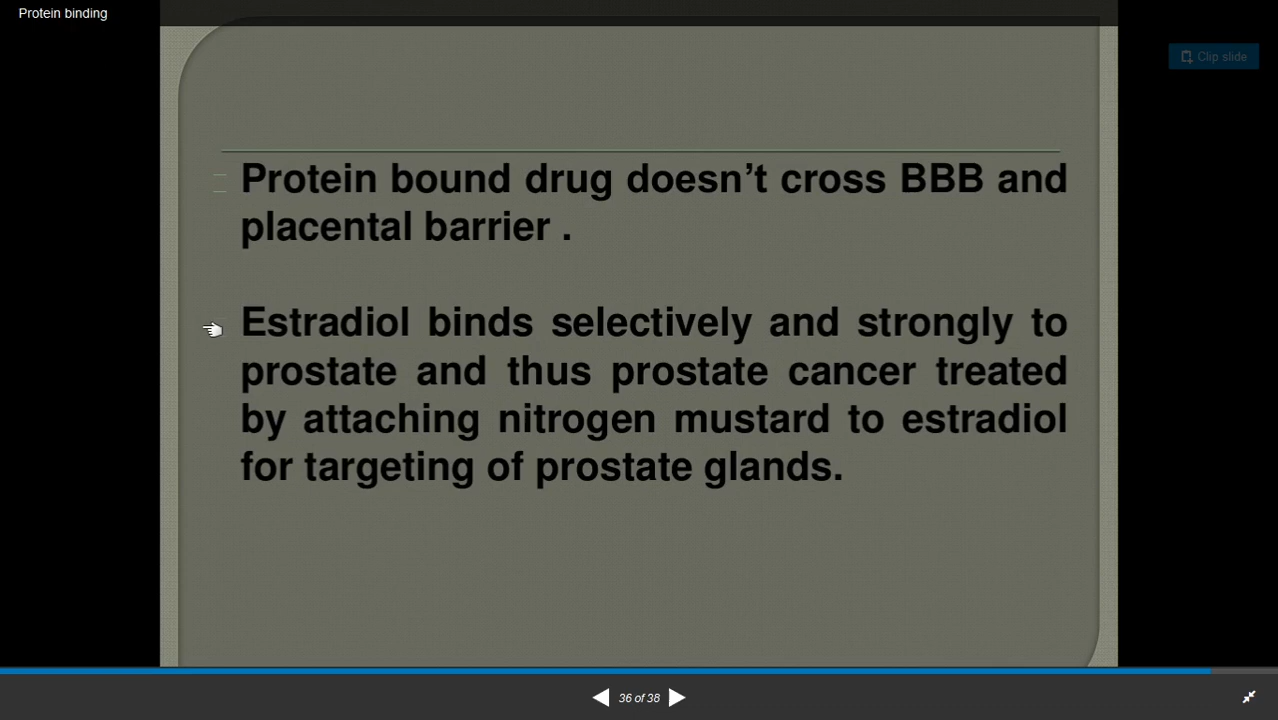 Protein binding
Clip slide
Protein bound drug doesn’t cross BBB and
placental barrier .
Estradiol binds selectively and strongly to
prostate and thus prostate cancer treated
by attaching nitrogen mustard to estradiol
for targeting of prostate glands.
36 of 38